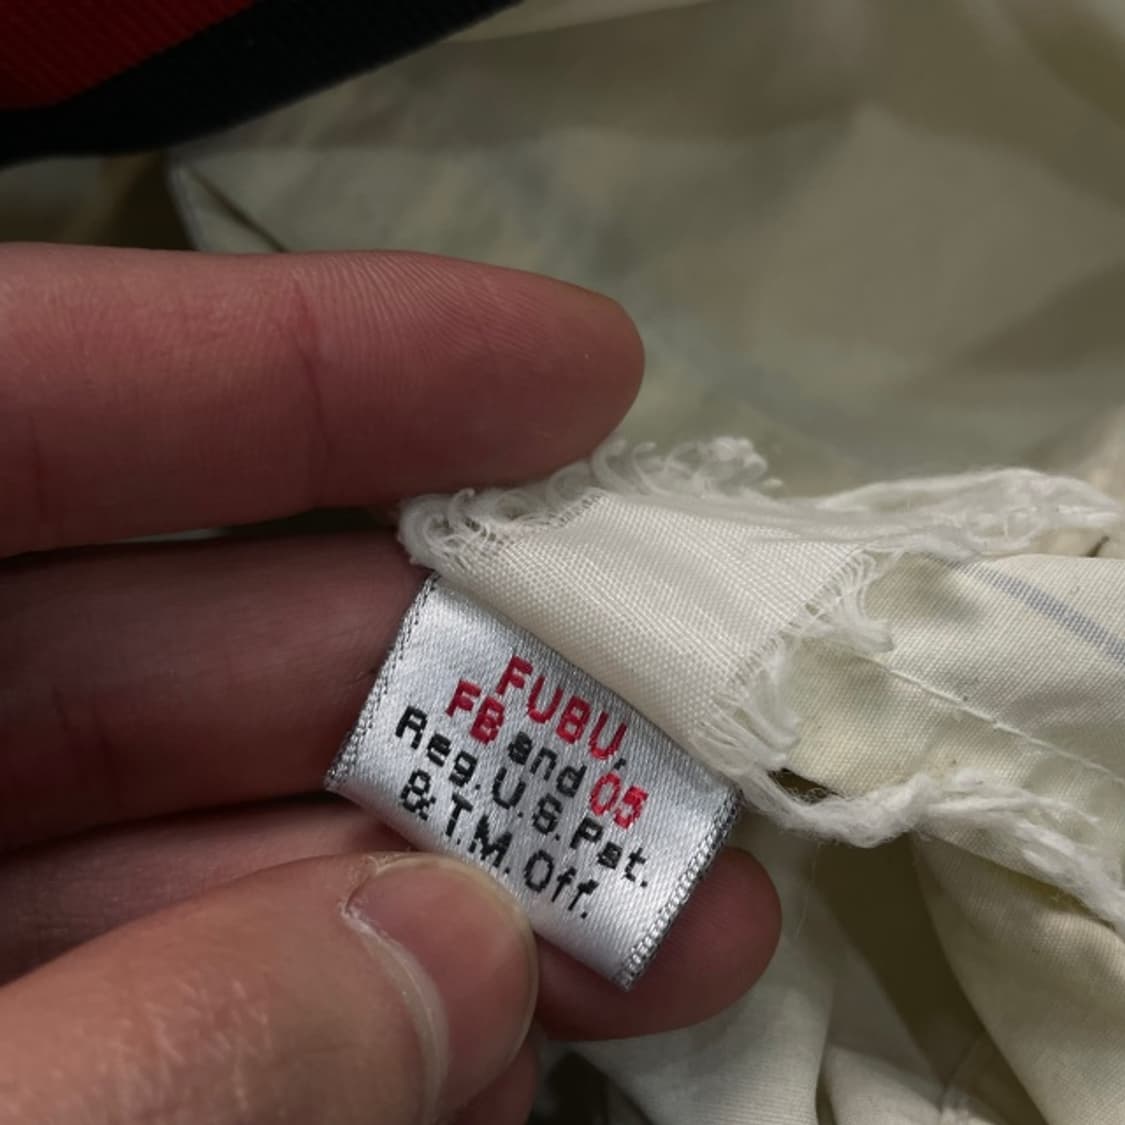 FUBU,
FB and 05
Reg. U.S. Pat.
& T.M. Off.